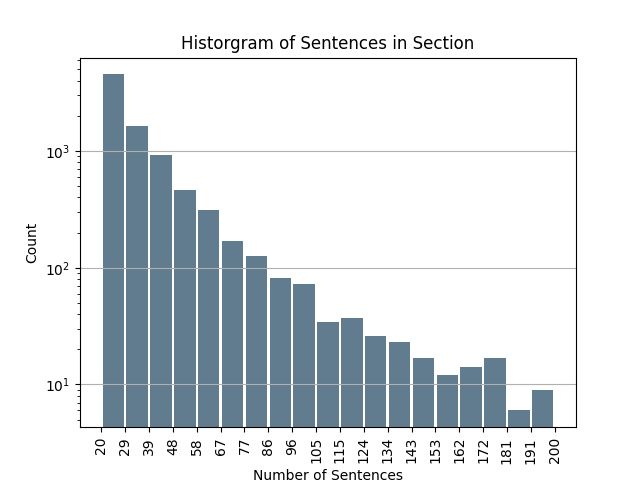 Historgram of Sentences in Section
Count
10³
10²
10¹
20 29 39 48 58 67 77 86 96 105 115 124 134 143 153 162 172 181 191 200
Number of Sentences